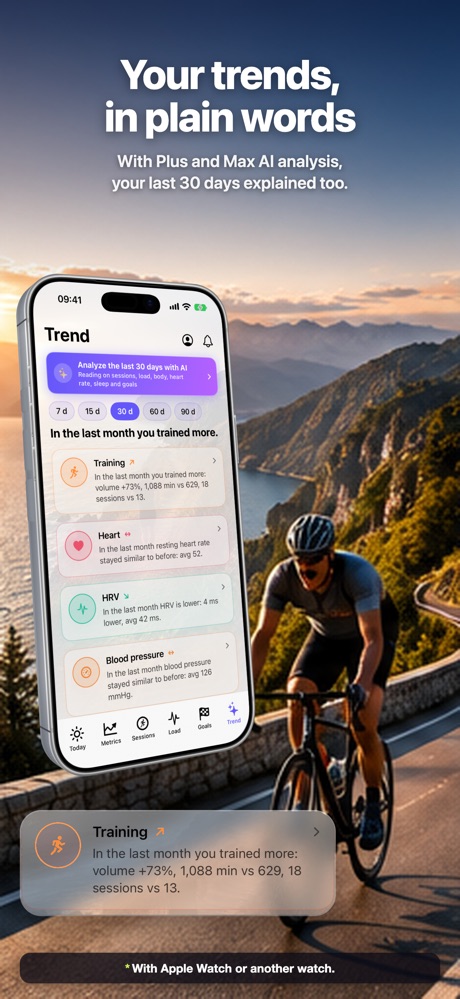 Your trends,
in plain words
With Plus and Max AI analysis,
your last 30 days explained too.
09:41
Trend
Analyze the last 30 days with AI
Reading on sessions, load, body, heart
rate, sleep and goals
7 d 15 d 30 d 60 d 90 d
In the last month you trained more.
Training
In the last month you trained more:
volume +73%, 1,088 min vs 629, 18
sessions vs 13.
Heart
In the last month resting heart rate
stayed similar to before: avg 52.
HRV
In the last month HRV is lower: 4 ms
lower, avg 42 ms.
Blood pressure
In the last month blood pressure
stayed similar to before: avg 126
mmHg.
Today Metrics Sessions Load Goals Trend
Training
In the last month you trained more:
volume +73%, 1,088 min vs 629, 18
sessions vs 13.
*With Apple Watch or another watch.